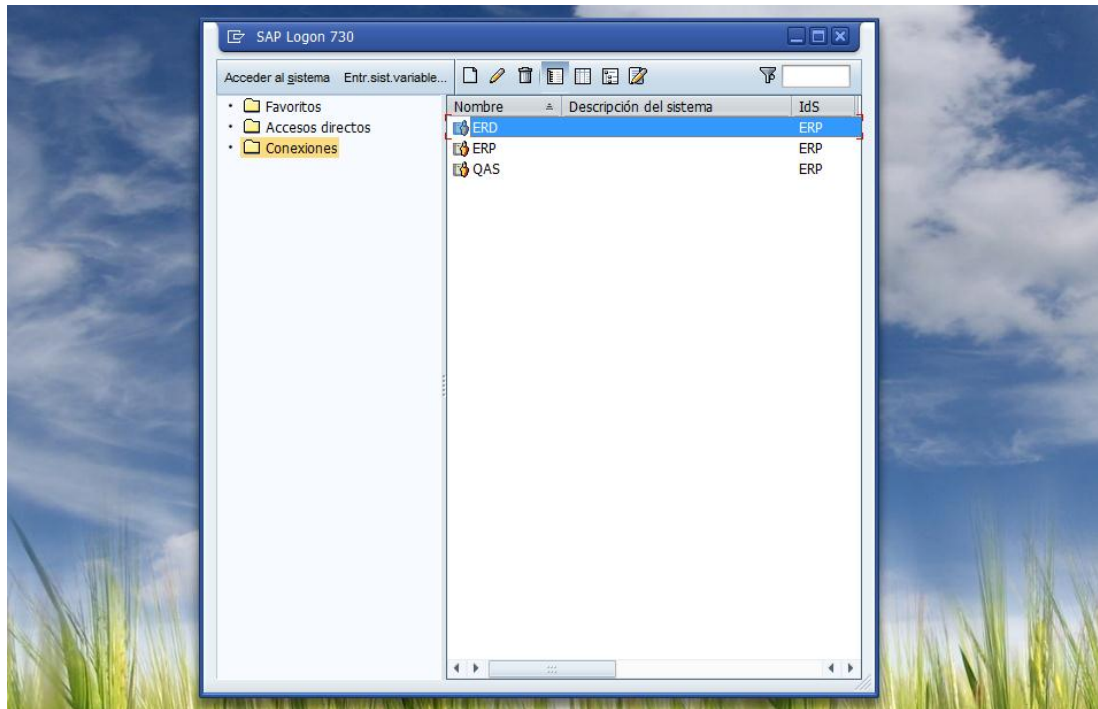 SAP Logon 730
Acceder al sistema Entr.sist.variable...
Favoritos
Accesos directos
Conexiones
Nombre Descripción del sistema IdS
ERD ERP
ERP ERP
QAS ERP